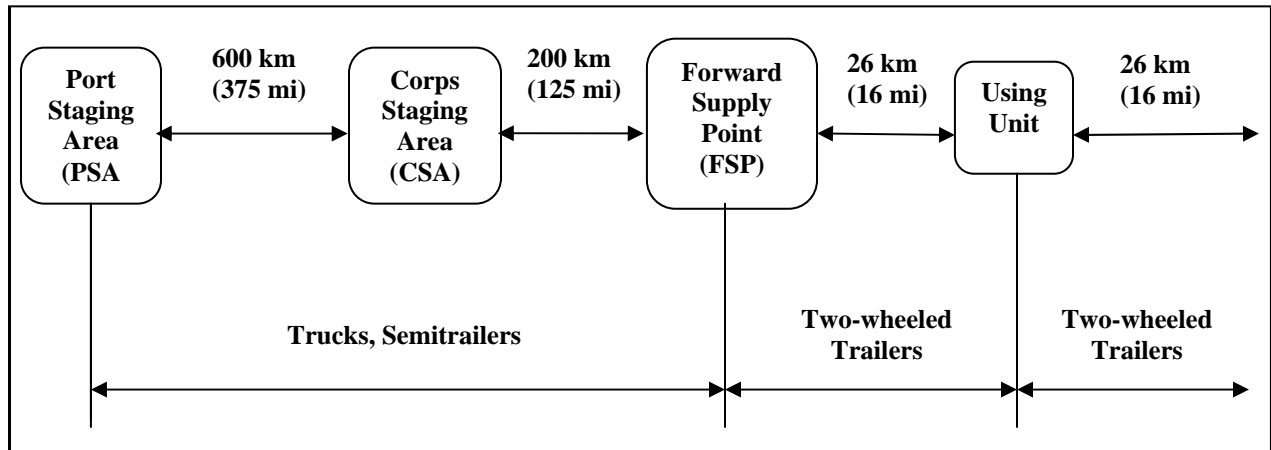 Port
Staging
Area
(PSA
600 km
(375 mi)
Corps
Staging
Area
(CSA)
200 km
(125 mi)
Forward
Supply
Point
(FSP)
26 km
(16 mi)
Using
Unit
26 km
(16 mi)
Trucks, Semitrailers
Two-wheeled
Trailers
Two-wheeled
Trailers